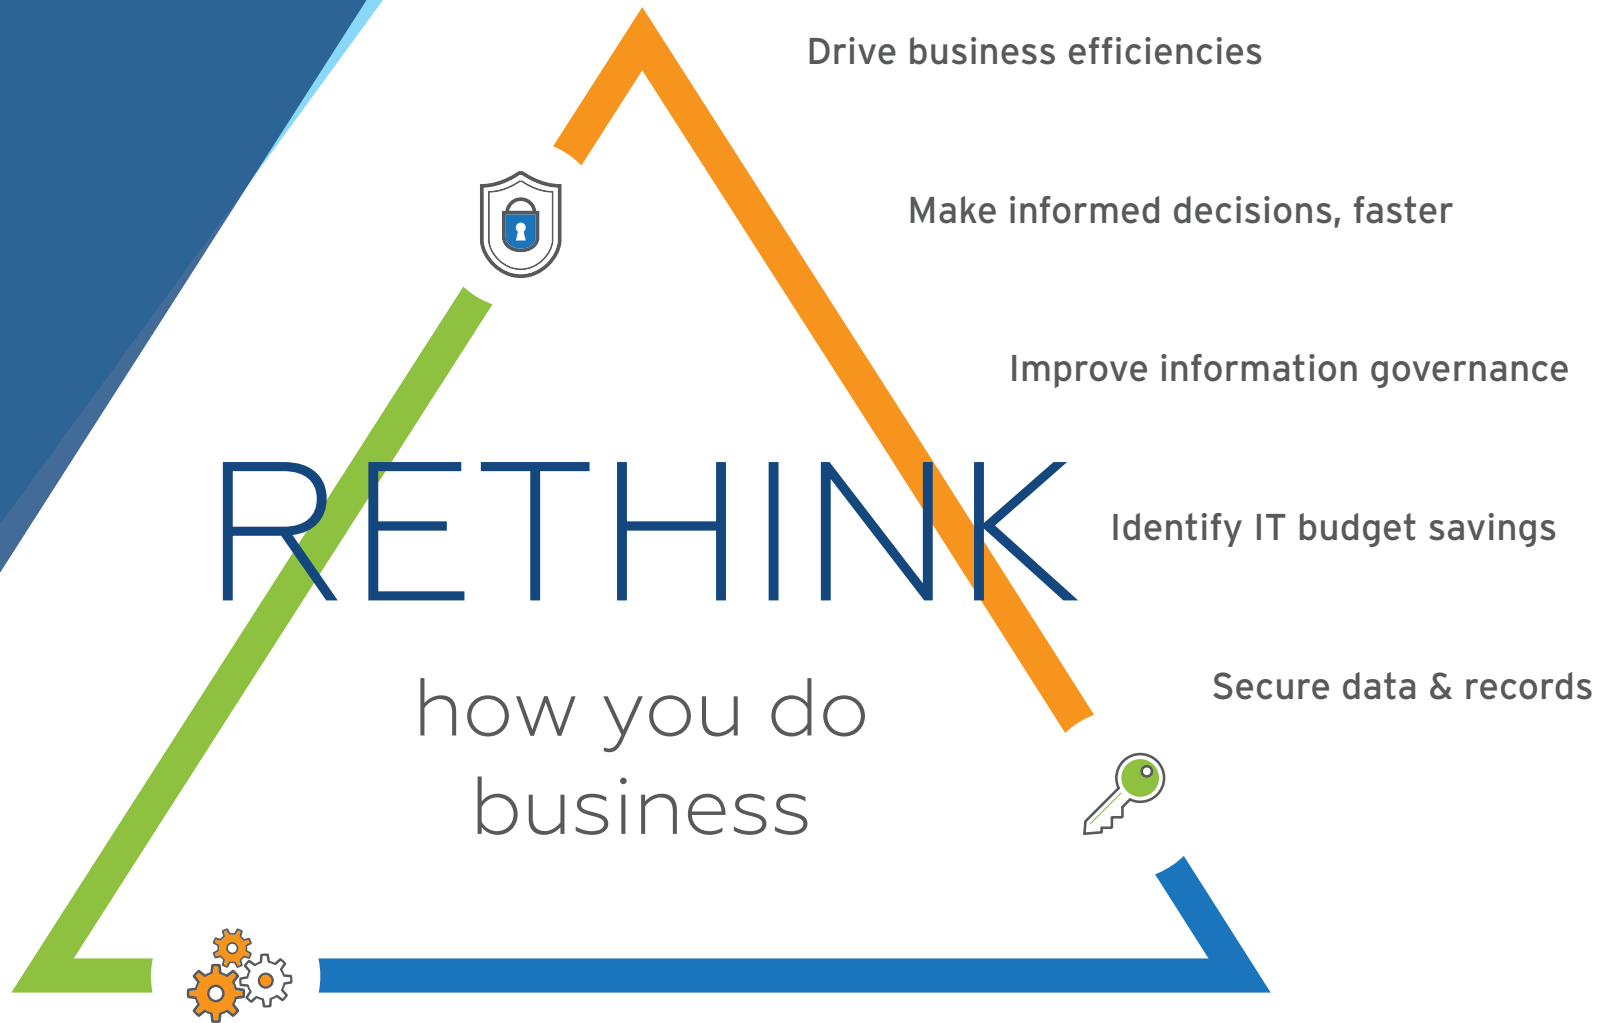 Drive business efficiencies
Make informed decisions, faster
Improve information governance
RETHINK
Identify IT budget savings
how you do
business
Secure data & records